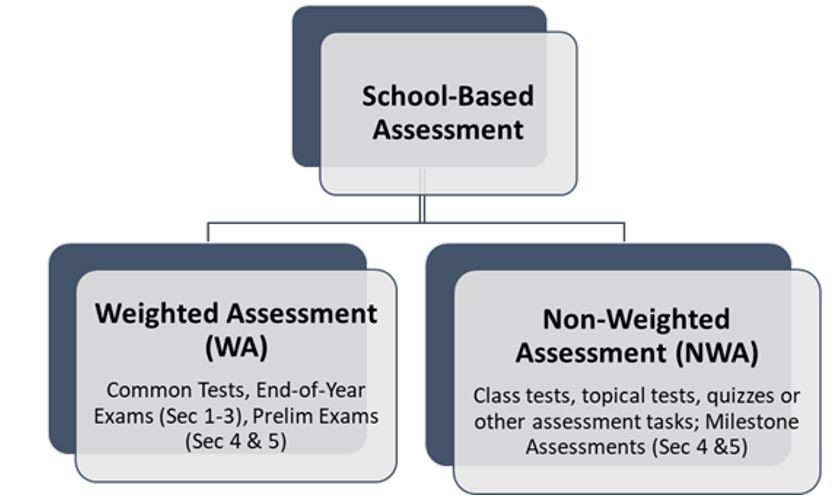 School-Based
Assessment
Weighted Assessment
(WA)
Common Tests, End-of-Year
Exams (Sec 1-3), Prelim Exams
(Sec 4 & 5)
Non-Weighted
Assessment (NWA)
Class tests, topical tests, quizzes or
other assessment tasks; Milestone
Assessments (Sec 4 &5)